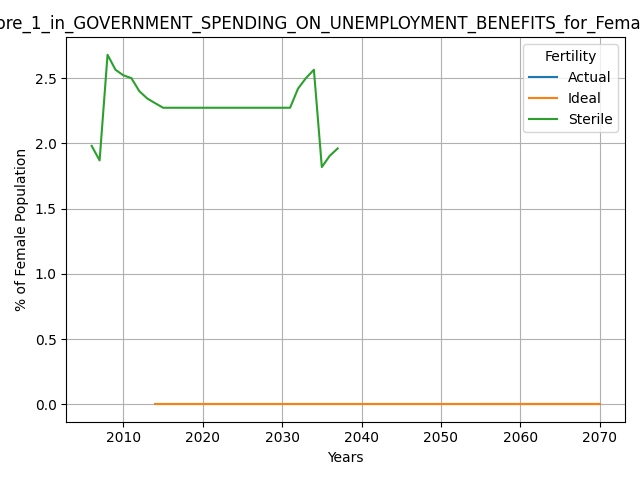 ore_1_in_GOVERNMENT_SPENDING_ON_UNEMPLOYMENT_BENEFITS_for_Fema
Fertility
Actual
Ideal
Sterile
% of Female Population
2.5
2.0
1.5
1.0
0.5
0.0
2010 2020 2030 2040 2050 2060 2070
Years